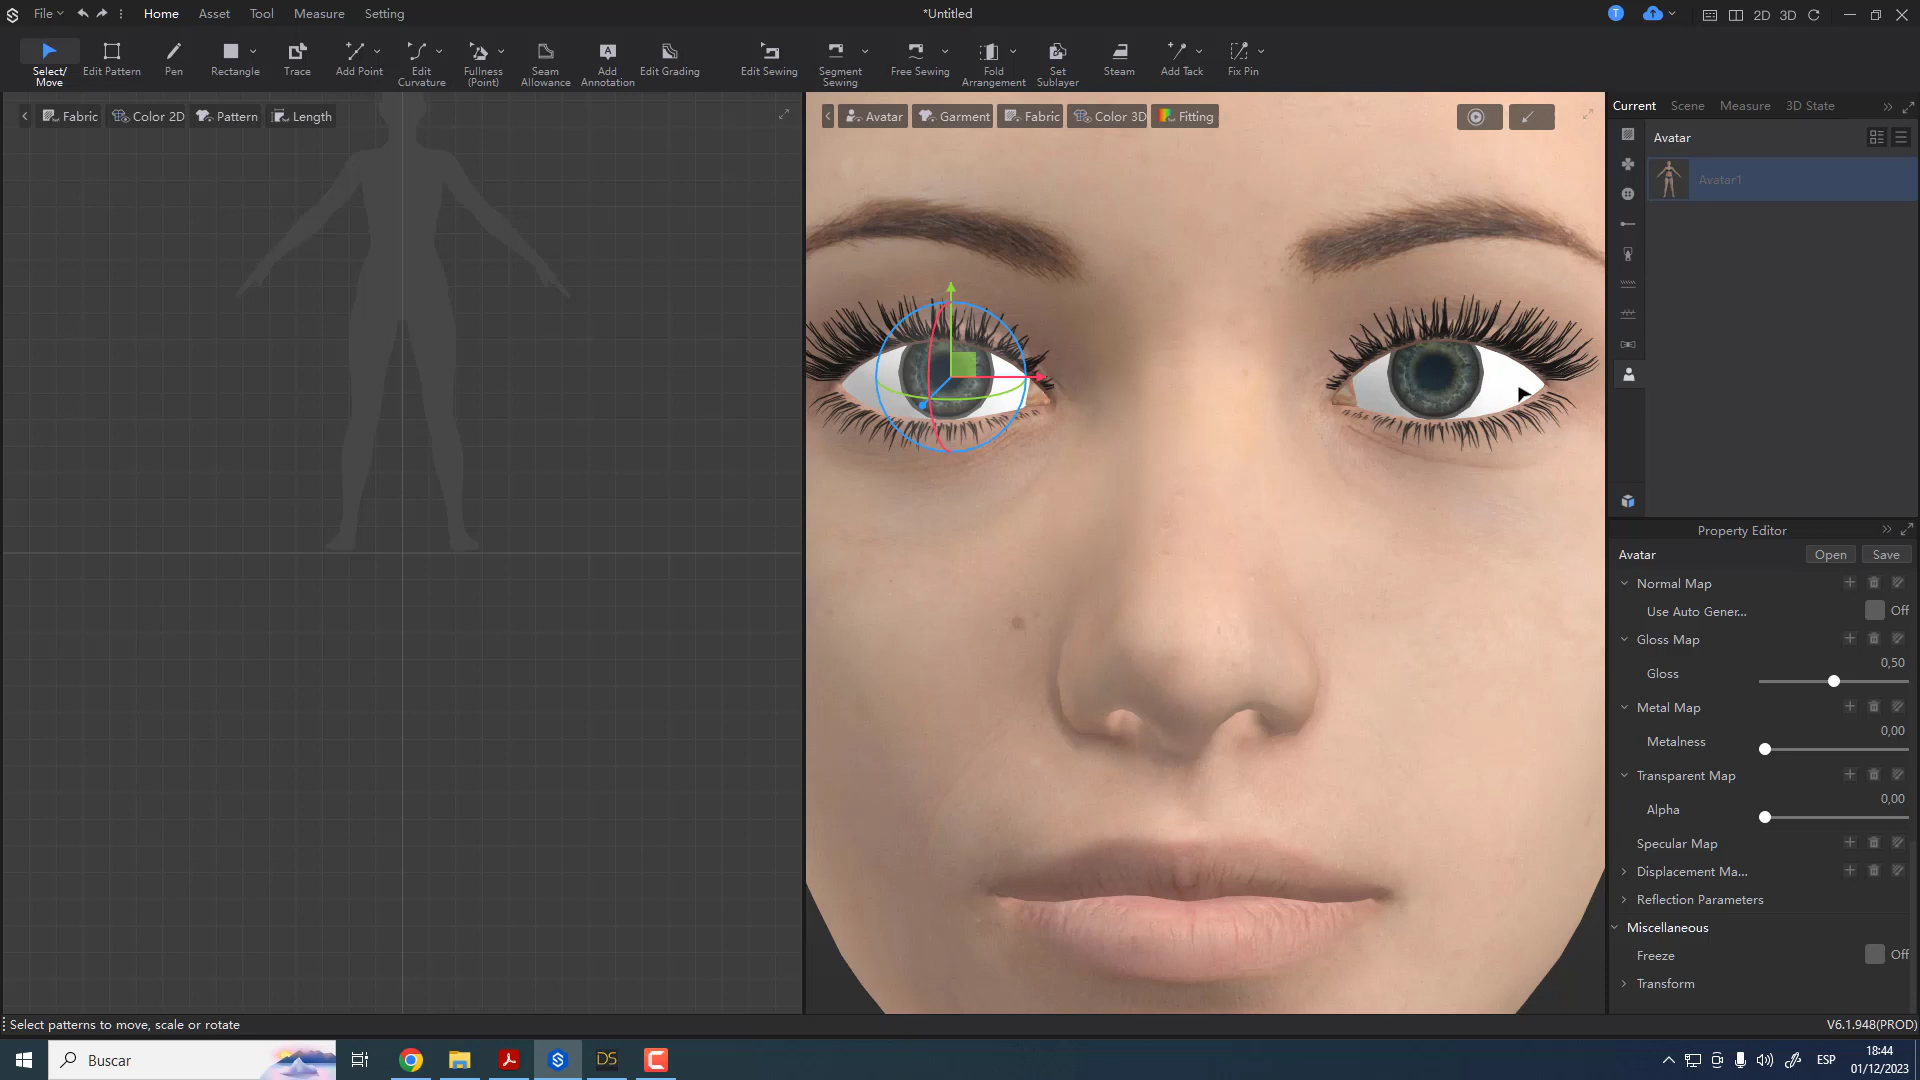 File
Home
Asset
Tool
Measure
Setting
*Untitled
T
2D
3D
Select/
Move
Edit Pattern
Pen
Rectangle
Trace
Add Point
Edit
Curvature
Fullness
(Point)
Seam
Allowance
A
Add
Annotation
Edit Grading
Edit Sewing
Segment
Sewing
Free Sewing
Fold
Arrangement
Set
Sublayer
Steam
Add Tack
Fix Pin
Fabric
Color 2D
Pattern
Length
Avatar
Garment
Fabric
Color 3D
Fitting
Current
Scene
Measure
3D State
Avatar
Avatar1
Property Editor
Avatar
Open
Save
Normal Map
Use Auto Gener...
Off
Gloss Map
0,50
Gloss
Metal Map
0,00
Metalness
Transparent Map
0,00
Alpha
Specular Map
Displacement Ma...
Reflection Parameters
Miscellaneous
Freeze
Off
Transform
Select patterns to move, scale or rotate
V6.1.948(PROD)
Buscar
DS
ESP
18:44
01/12/2023